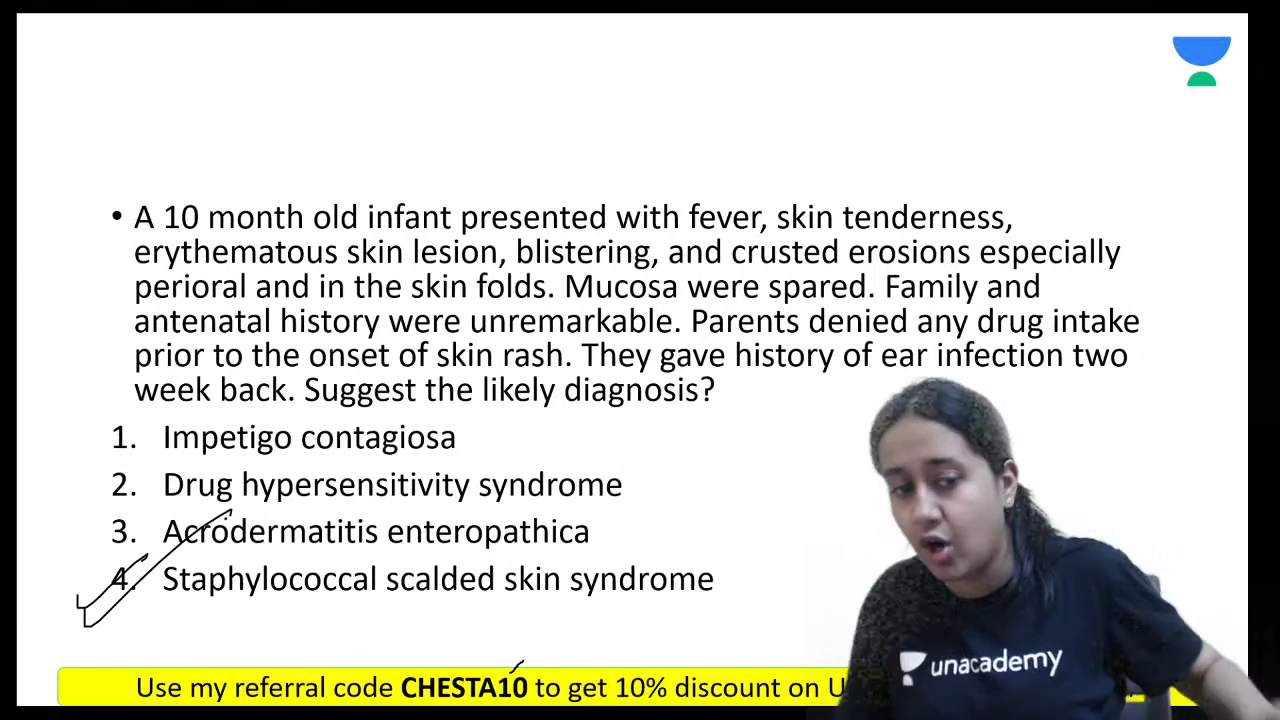 • A 10 month old infant presented with fever, skin tenderness,
erythematous skin lesion, blistering, and crusted erosions especially
perioral and in the skin folds. Mucosa were spared. Family and
antenatal history were unremarkable. Parents denied any drug intake
prior to the onset of skin rash. They gave history of ear infection two
week back. Suggest the likely diagnosis?
1. Impetigo contagiosa
2. Drug hypersensitivity syndrome
3. Acrodermatitis enteropathica
4. Staphylococcal scalded skin syndrome
unacademy
Use my referral code CHESTA10 to get 10% discount on